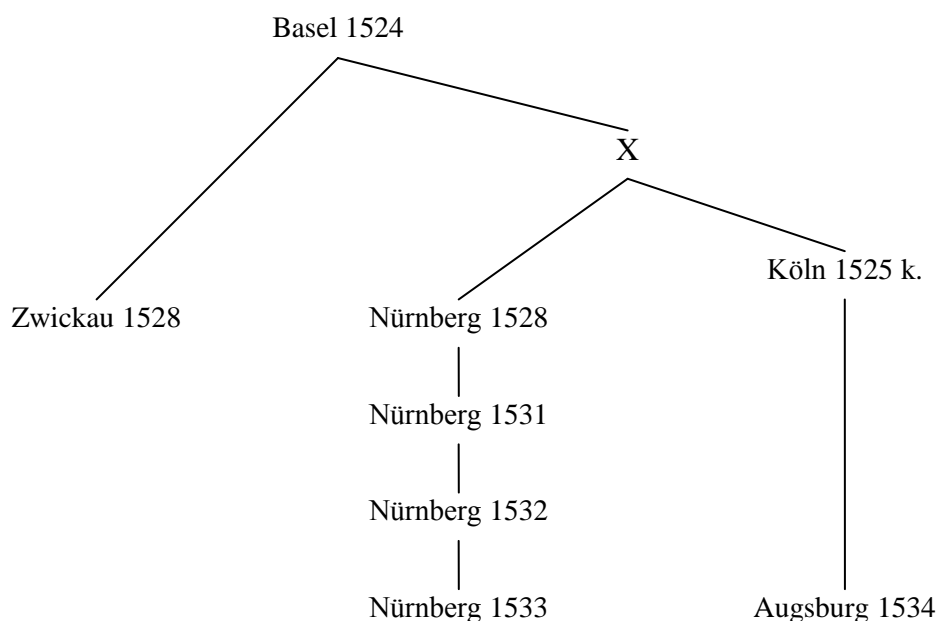 Basel 1524
X
Köln 1525 k.
Zwickau 1528
Nürnberg 1528
Nürnberg 1531
Nürnberg 1532
Nürnberg 1533
Augsburg 1534